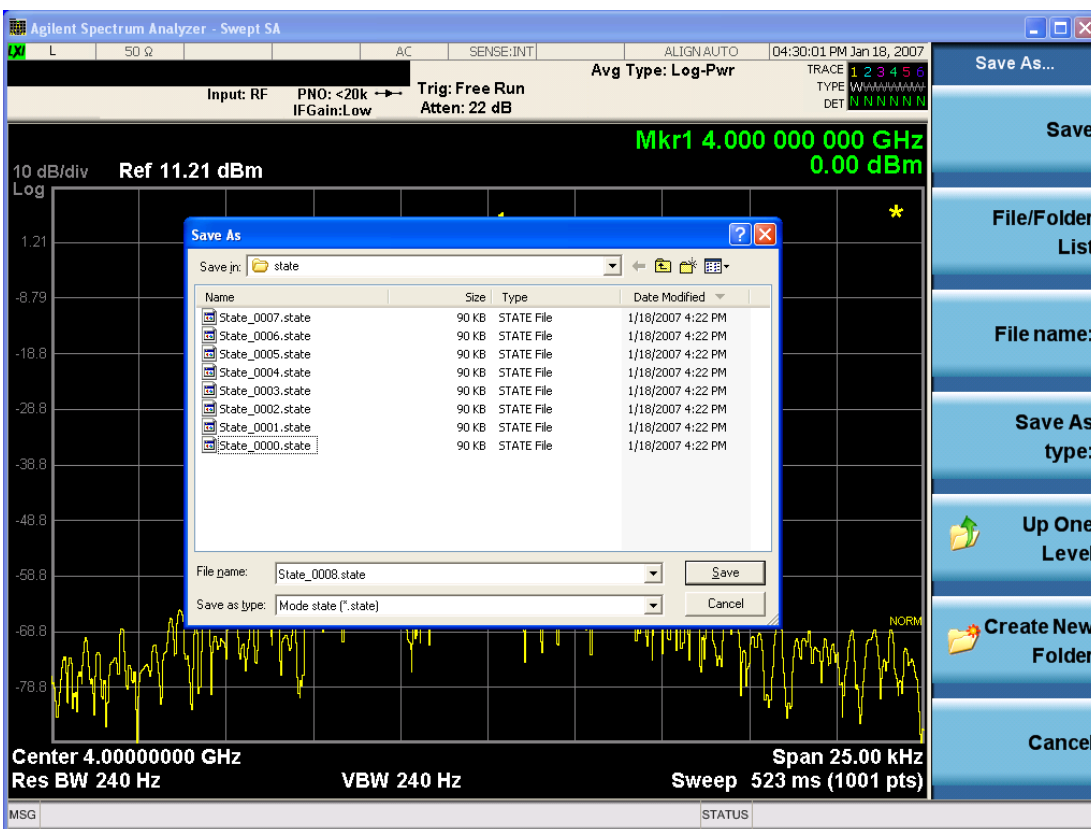 Agilent Spectrum Analyzer - Swept SA
LXI L 50 Ω AC SENSE:INT ALIGN AUTO 04:30:01 PM Jan 18, 2007
Input: RF PNO: <20k Trig: Free Run Avg Type: Log-Pwr TRACE 1 2 3 4 5 6
IFGain:Low Atten: 22 dB TYPE WWWWWW
DET N N N N N N
Mkr1 4.000 000 000 GHz
0.00 dBm
10 dB/div Ref 11.21 dBm
Log
1.21
-8.79
-18.8
-28.8
-38.8
-48.8
-58.8
-68.8
-78.8
Save As
Save in: state
Name Size Type Date Modified
State_0007.state 90 KB STATE File 1/18/2007 4:22 PM
State_0006.state 90 KB STATE File 1/18/2007 4:22 PM
State_0005.state 90 KB STATE File 1/18/2007 4:22 PM
State_0004.state 90 KB STATE File 1/18/2007 4:22 PM
State_0003.state 90 KB STATE File 1/18/2007 4:22 PM
State_0002.state 90 KB STATE File 1/18/2007 4:22 PM
State_0001.state 90 KB STATE File 1/18/2007 4:22 PM
State_0000.state 90 KB STATE File 1/18/2007 4:22 PM
File name: State_0008.state Save
Save as type: Mode state (*.state) Cancel
NORM
Center 4.00000000 GHz Span 25.00 kHz
Res BW 240 Hz VBW 240 Hz Sweep 523 ms (1001 pts)
MSG STATUS
Save As...
Save
File/Folder
List
File name:
Save As
type:
Up One
Level
Create New
Folder
Cancel